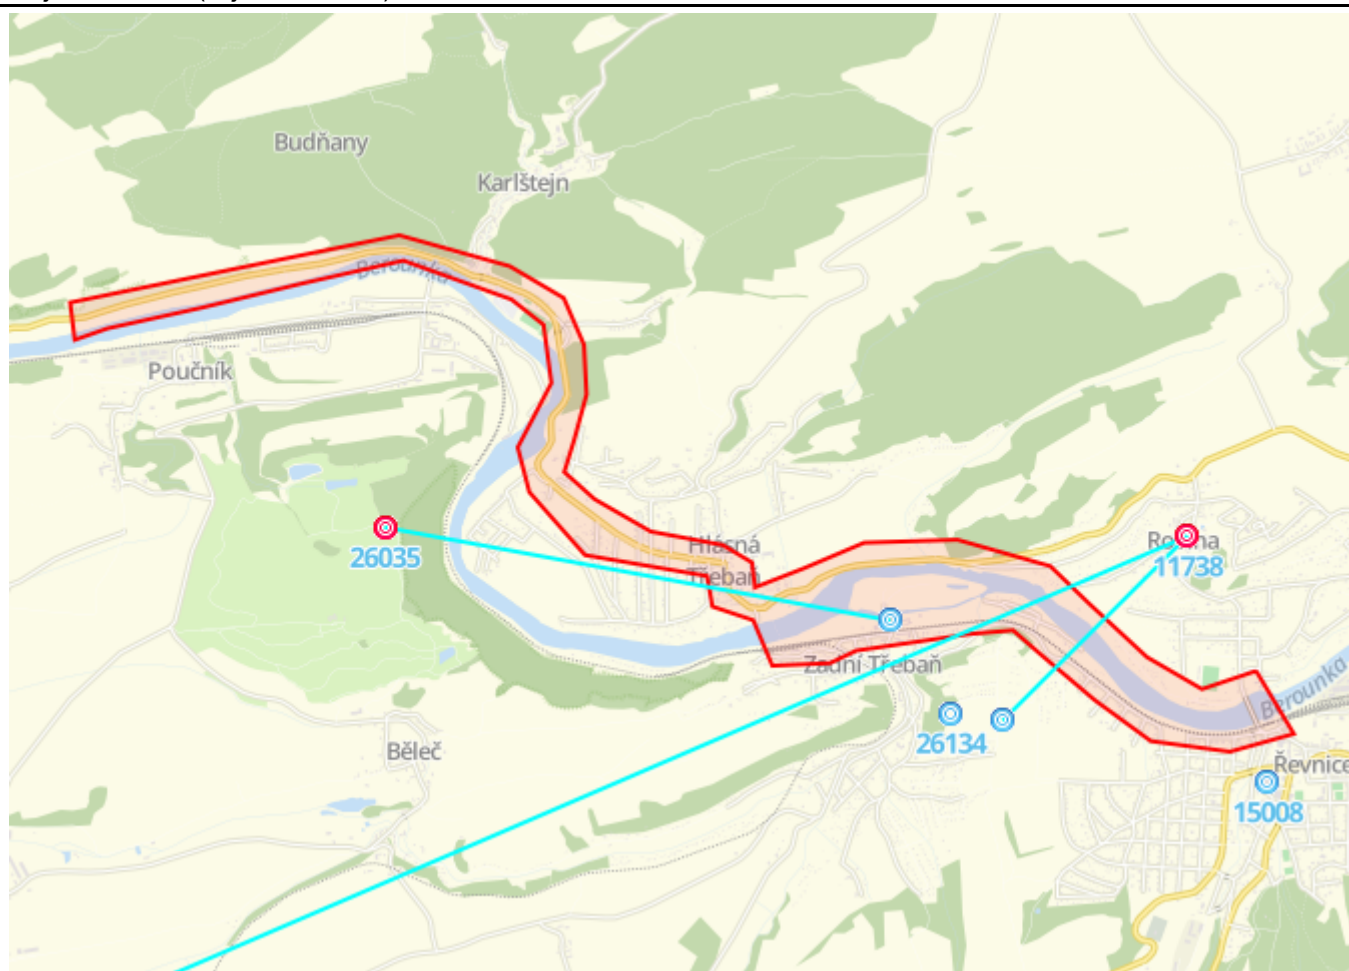 Budňany
Karlštejn
Berounka
Poučník
Hlásná
Třebaň
26035
11738
Zadní Třebaň
Berounka
26134
Běleč
Řevnice
15008